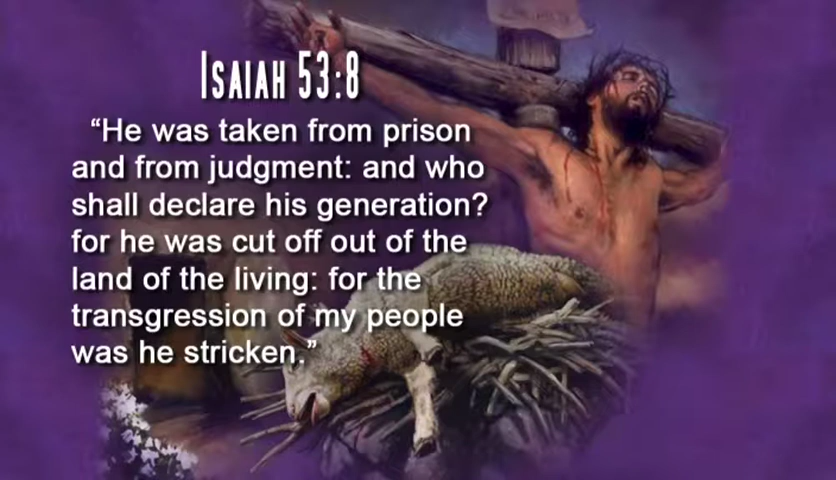 Isaiah 53:8
“He was taken from prison
and from judgment: and who
shall declare his generation?
for he was cut off out of the
land of the living: for the
transgression of my people
was he stricken.”